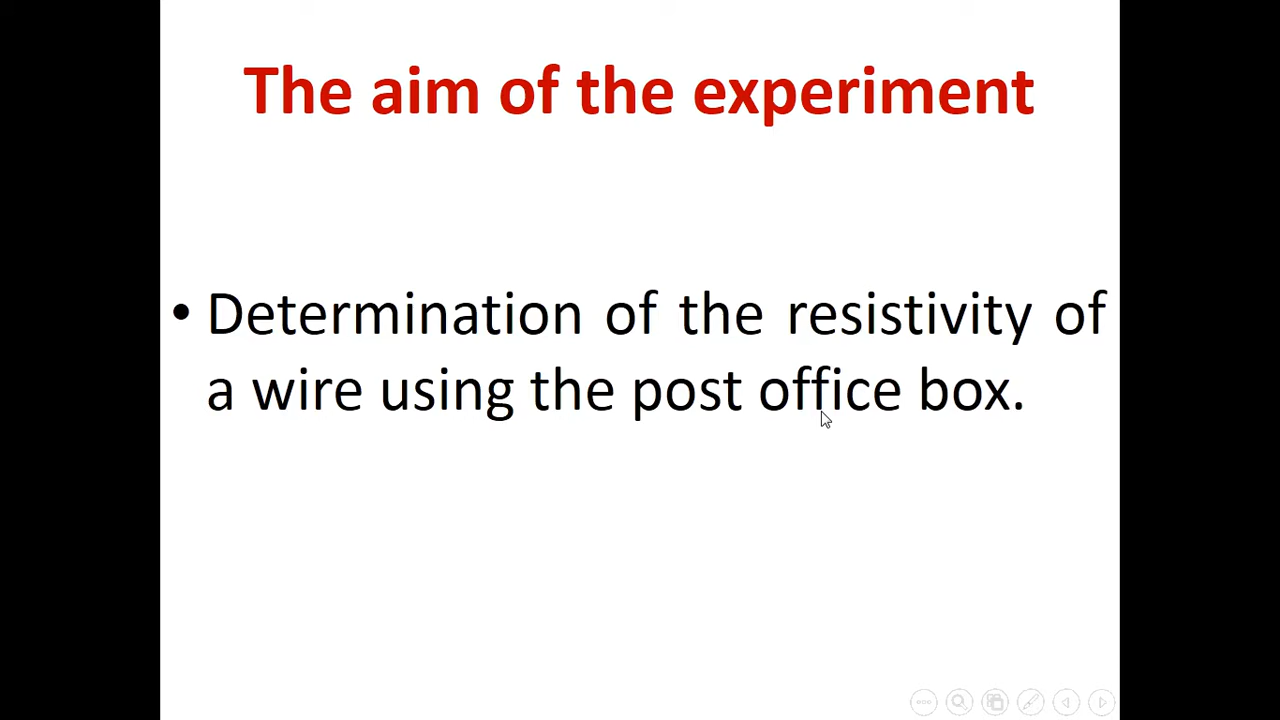 The aim of the experiment
• Determination of the resistivity of
a wire using the post office box.